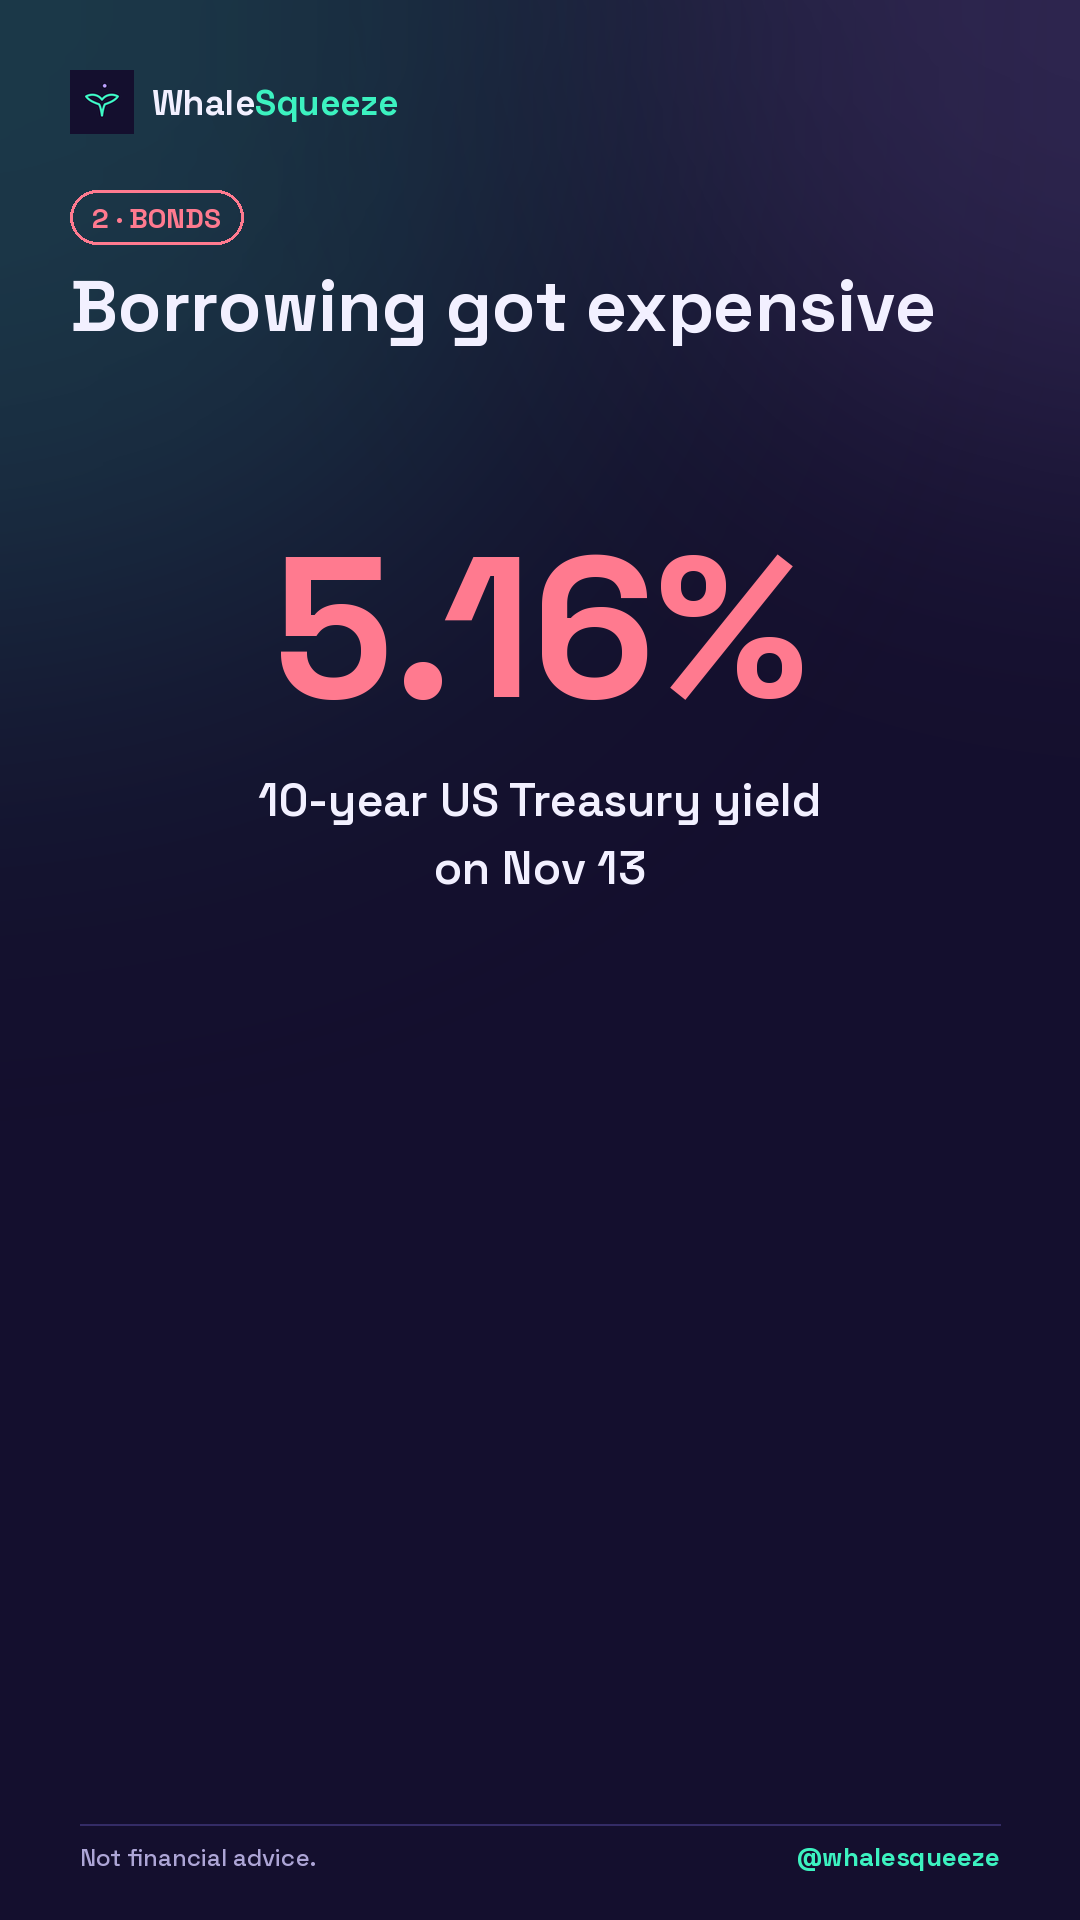 WhaleSqueeze
2 · BONDS
Borrowing got expensive
5.16%
10-year US Treasury yield
on Nov 13
Not financial advice.
@whalesqueeze